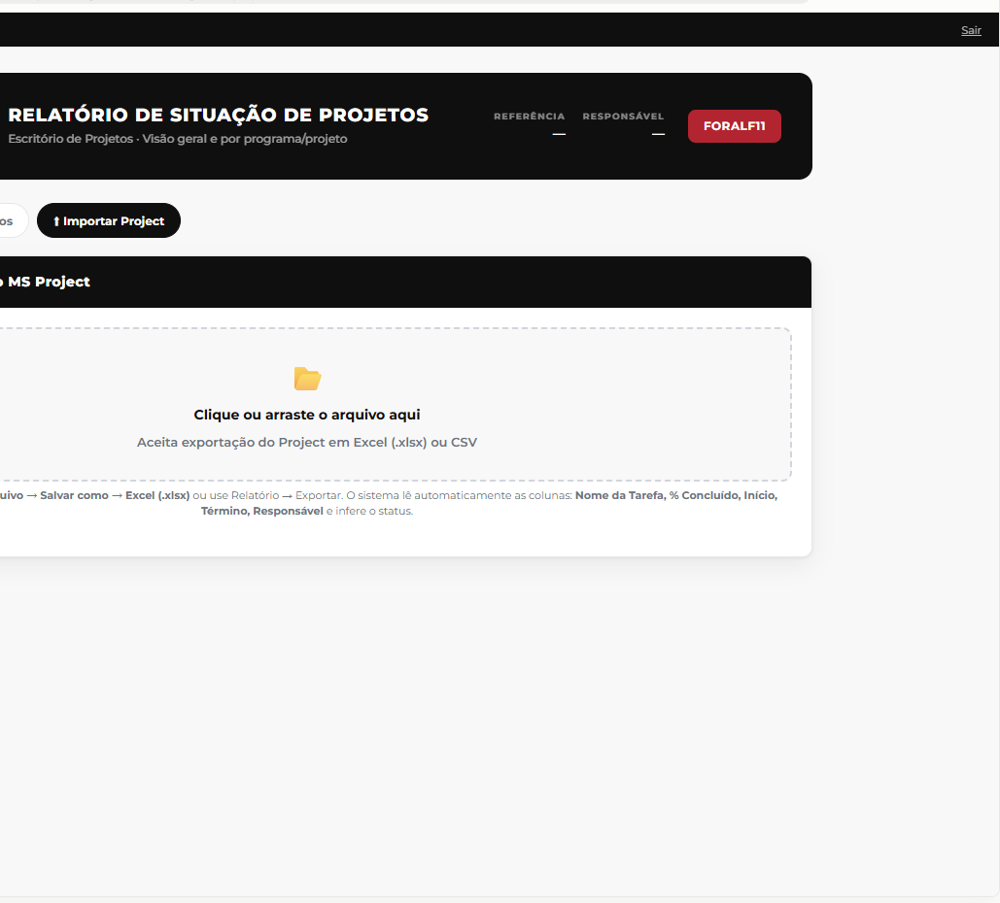 Sair
RELATÓRIO DE SITUAÇÃO DE PROJETOS
Escritório de Projetos · Visão geral e por programa/projeto
REFERÊNCIA
—
RESPONSÁVEL
—
FORALF11
os
⬆ Importar Project
o MS Project
Clique ou arraste o arquivo aqui
Aceita exportação do Project em Excel (.xlsx) ou CSV
uivo → Salvar como → Excel (.xlsx) ou use Relatório → Exportar. O sistema lê automaticamente as colunas: Nome da Tarefa, % Concluído, Início,
Término, Responsável e infere o status.